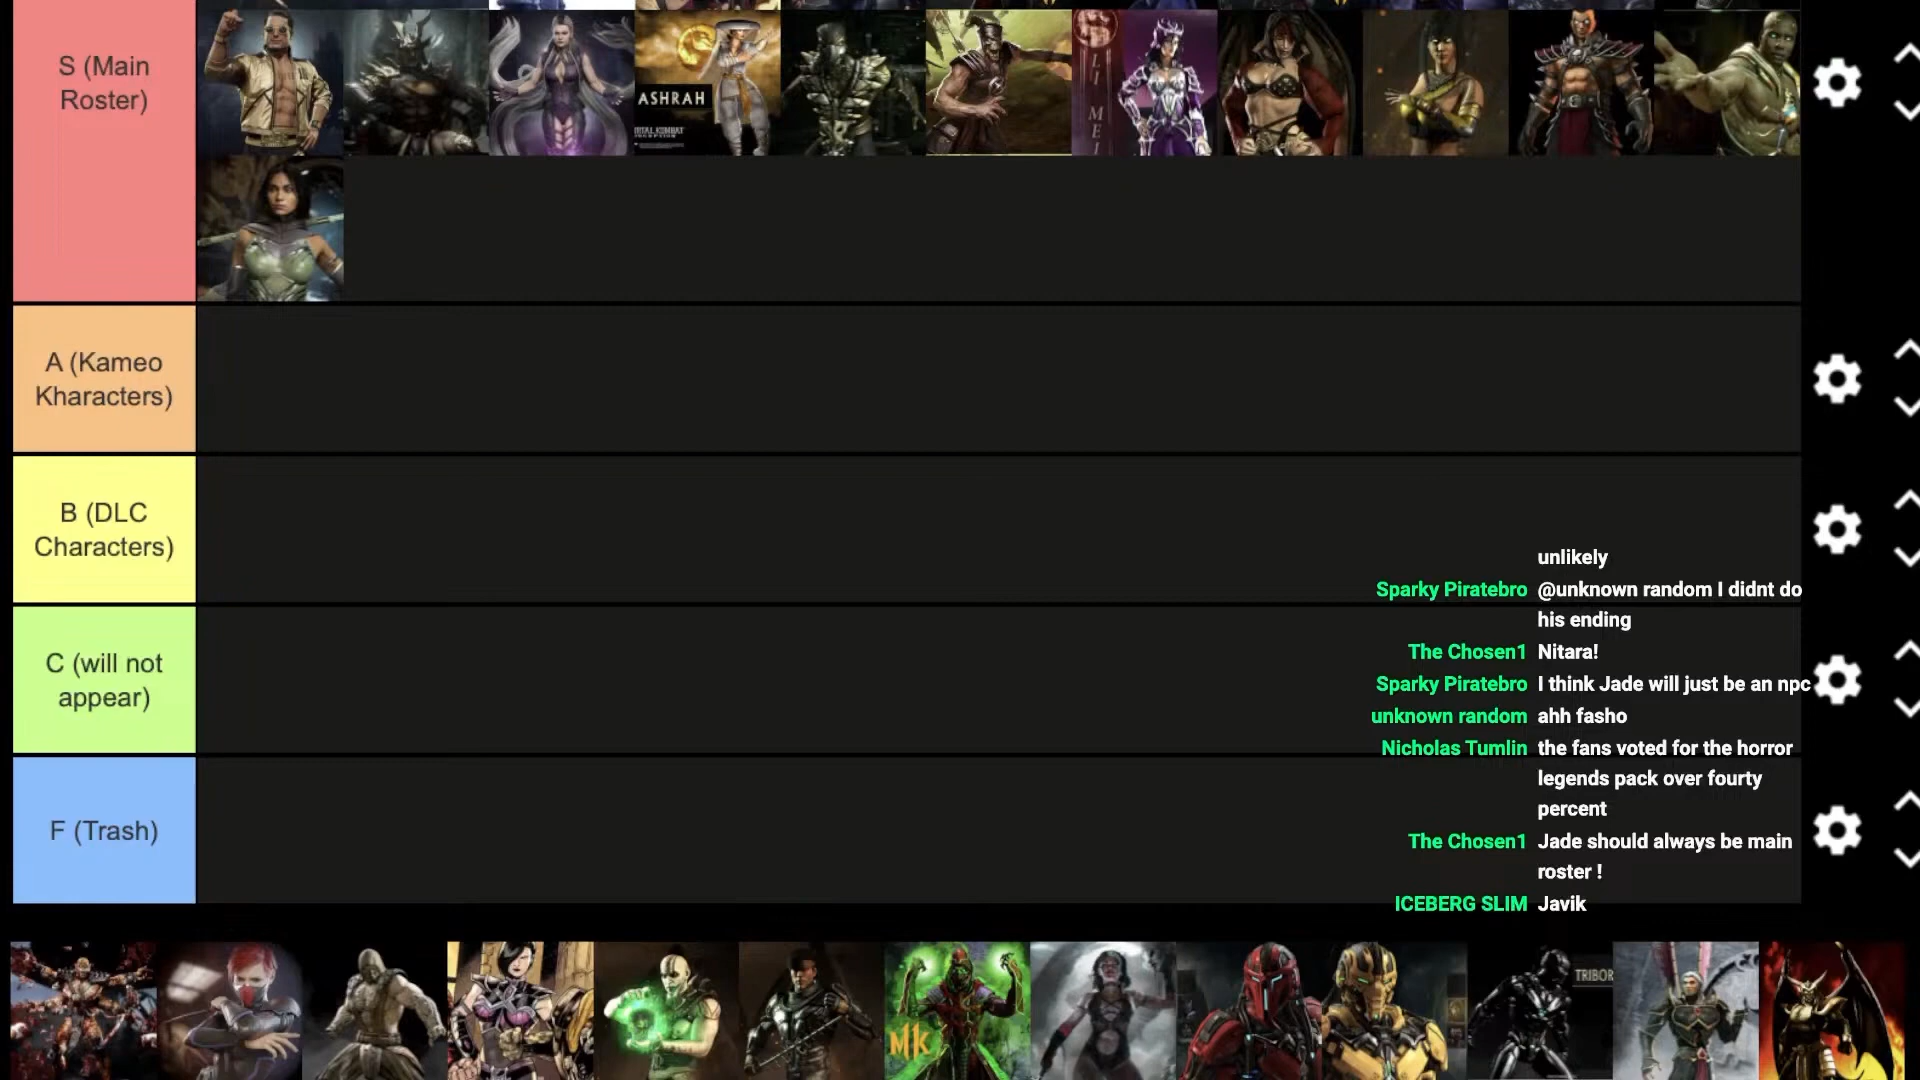 S (Main
Roster)
ASHRAH
LI MEI
A (Kameo
Kharacters)
B (DLC
Characters)
C (will not
appear)
F (Trash)
unlikely
Sparky Piratebro @unknown random I didnt do
his ending
The Chosen1 Nitara!
Sparky Piratebro I think Jade will just be an npc
unknown random ahh fasho
Nicholas Tumlin the fans voted for the horror
legends pack over fourty
percent
The Chosen1 Jade should always be main
roster !
ICEBERG SLIM Javik
MK
TRIBOR